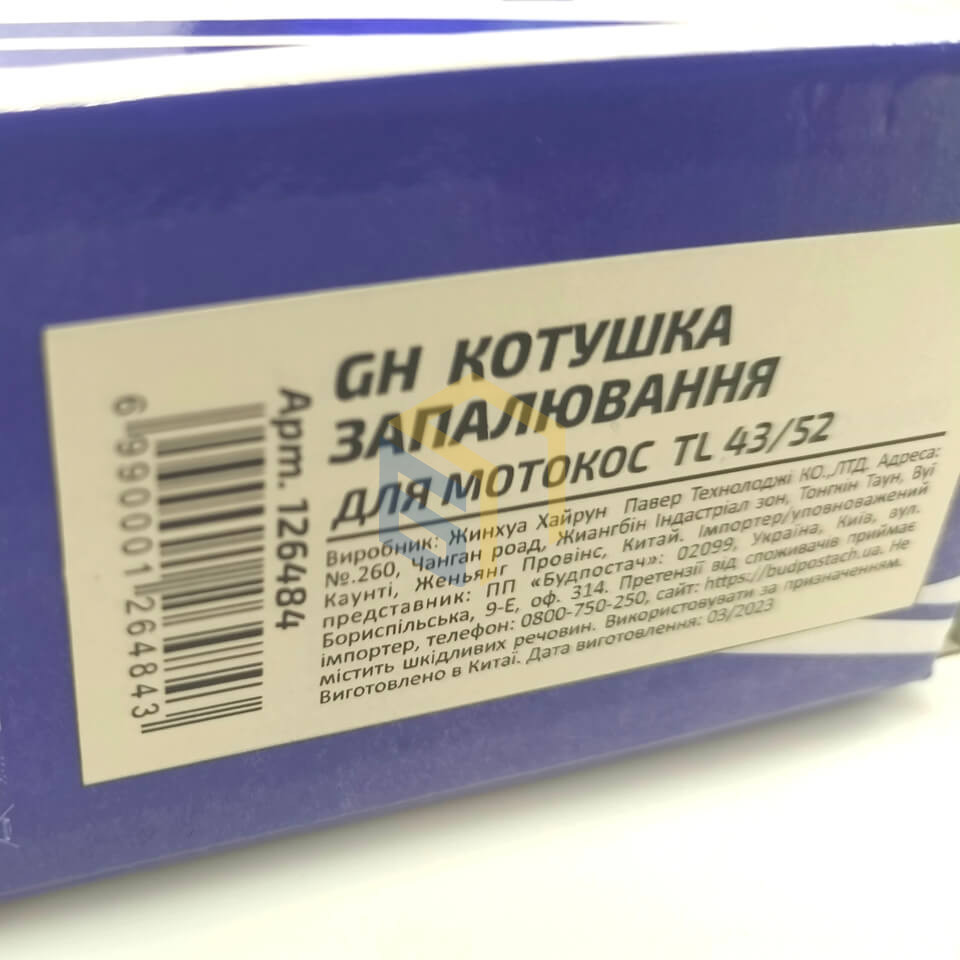 GH КОТУШКА
ЗАПАЛЮВАННЯ
ДЛЯ МОТОКОС TL 43/52
Виробник: Жинхуа Хайрун Павер Технолоджі КО.,ЛТД. Адреса:
№.260, Чанган роад, Жиангбін Індастріал зон, Тонгкін Таун, Вуї
Каунті, Женьянг Провінс, Китай. Імпортер/уповноважений
представник: ПП «Будпостач»: 02099, Україна, Київ, вул.
Бориспільська, 9-Е, оф. 314. Претензії від споживачів приймає
імпортер, телефон: 0800-750-250, сайт: https://budpostach.ua. Не
містить шкідливих речовин. Використовувати за призначенням.
Виготовлено в Китаї. Дата виготовлення: 03/2023
Арт. 126484
6 990001 264843